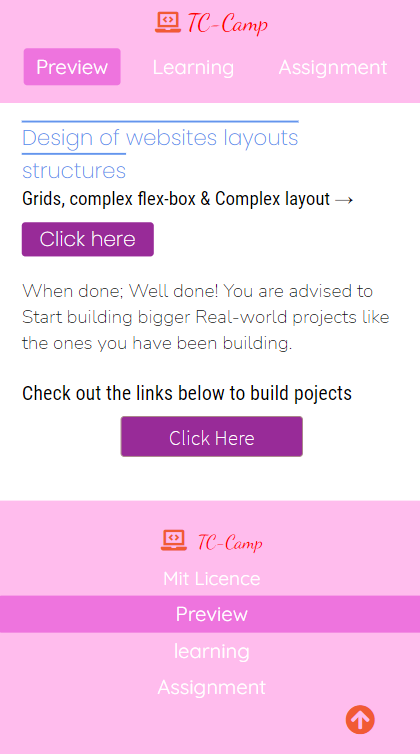 TC-Camp
Preview Learning Assignment
Design of websites layouts
structures
Grids, complex flex-box & Complex layout →
Click here
When done; Well done! You are advised to
Start building bigger Real-world projects like
the ones you have been building.
Check out the links below to build pojects
Click Here
TC-Camp
Mit Licence
Preview
learning
Assignment